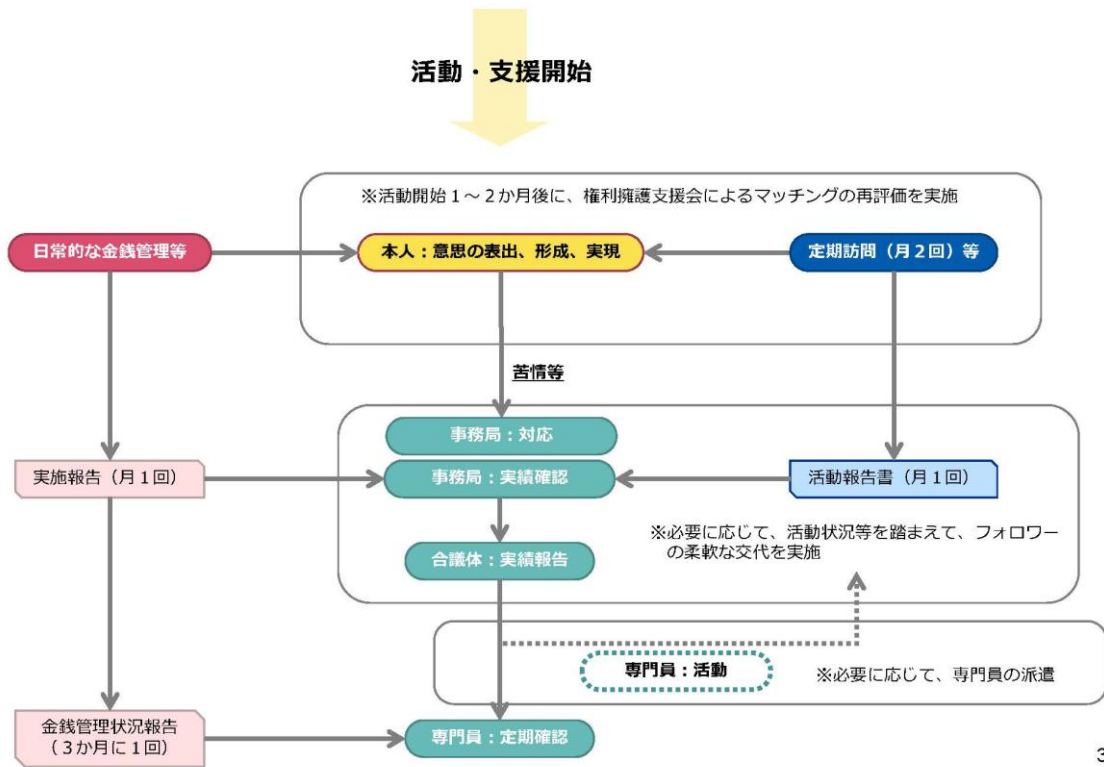 活動・支援開始
※活動開始１～２か月後に、権利擁護支援会によるマッチングの再評価を実施
日常的な金銭管理等
本人：意思の表出、形成、実現
定期訪問（月２回）等
苦情等
事務局：対応
実施報告（月１回）
事務局：実績確認
活動報告書（月１回）
※必要に応じて、活動状況等を踏まえて、フォロワー
の柔軟な交代を実施
合議体：実績報告
専門員：活動
※必要に応じて、専門員の派遣
金銭管理状況報告
（３か月に１回）
専門員：定期確認
3